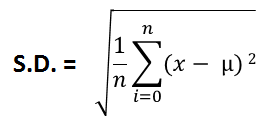 S.D. = √(1/n n∑i=0 (x − μ) 2)